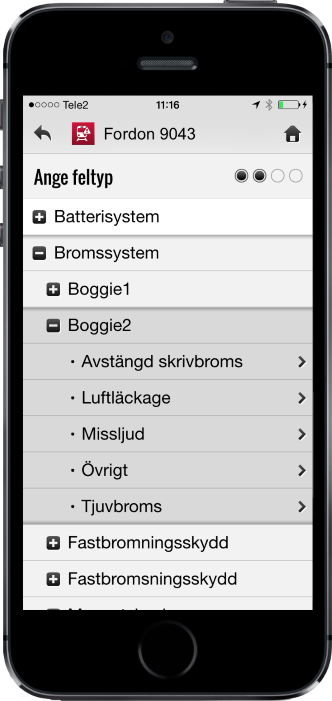 Tele2 11:16
Fordon 9043
Ange feltyp
Batterisystem
Bromssystem
Boggie1
Boggie2
· Avstängd skrivbroms
· Luftläckage
· Missljud
· Övrigt
· Tjuvbroms
Fastbromningsskydd
Fastbromsningsskydd